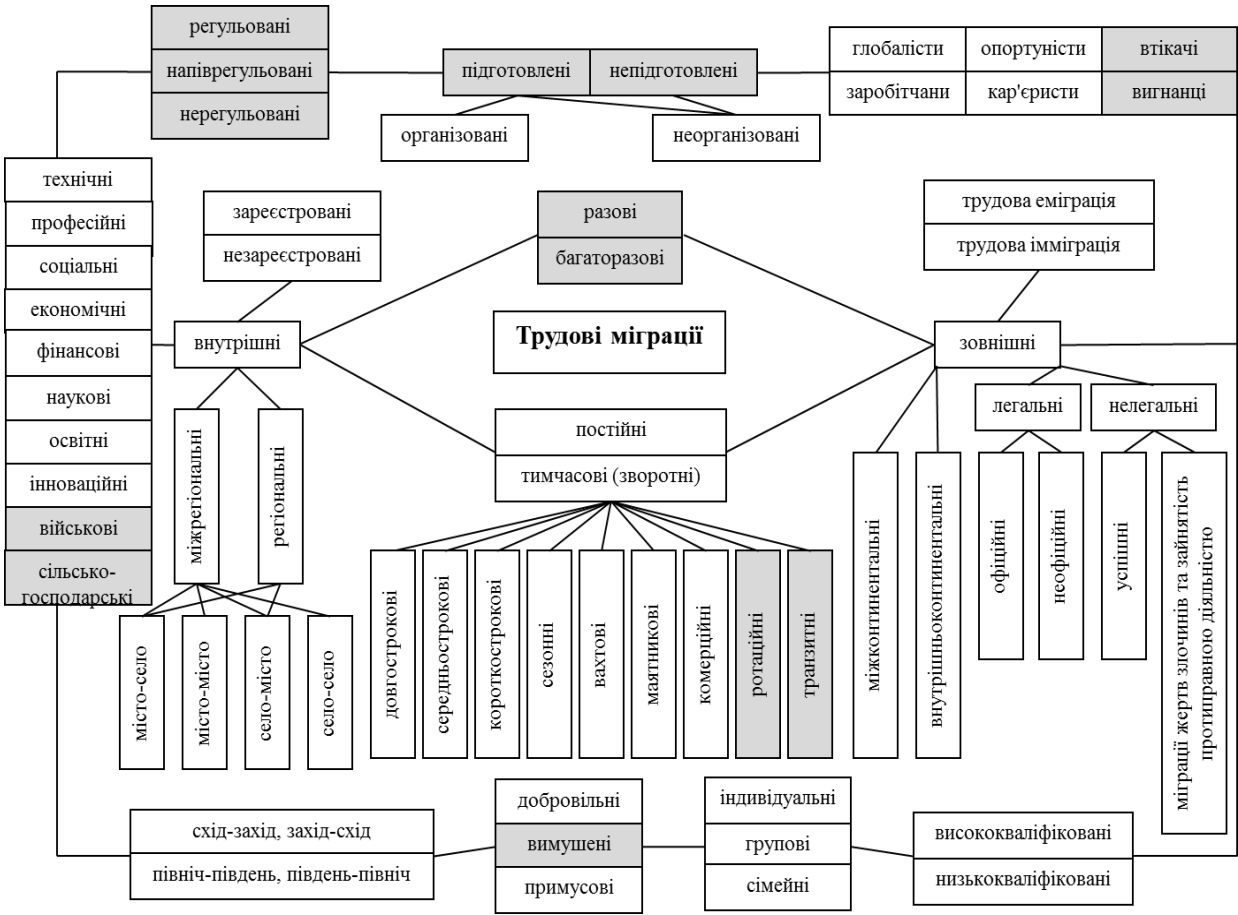 регульовані
напіврегульовані
нерегульовані
підготовлені
непідготовлені
організовані
неорганізовані
глобалісти
опортуністи
втікачі
заробітчани
кар'єристи
вигнанці
технічні
професійні
соціальні
економічні
фінансові
наукові
освітні
інноваційні
військові
сільсько-
господарські
зареєстровані
незареєстровані
разові
багаторазові
трудова еміграція
трудова імміграція
внутрішні
Трудові міграції
зовнішні
міжрегіональні
регіональні
місто-село
місто-місто
село-місто
село-село
постійні
тимчасові (зворотні)
довгострокові
середньострокові
короткострокові
сезонні
вахтові
маятникові
комерційні
ротаційні
транзитні
легальні
нелегальні
міжконтинентальні
внутрішньоконтинентальні
офіційні
неофіційні
успішні
міграції жертв злочинів та зайнятість
протиправною діяльністю
схід-захід, захід-схід
північ-південь, південь-північ
добровільні
вимушені
примусові
індивідуальні
групові
сімейні
висококваліфіковані
низькокваліфіковані